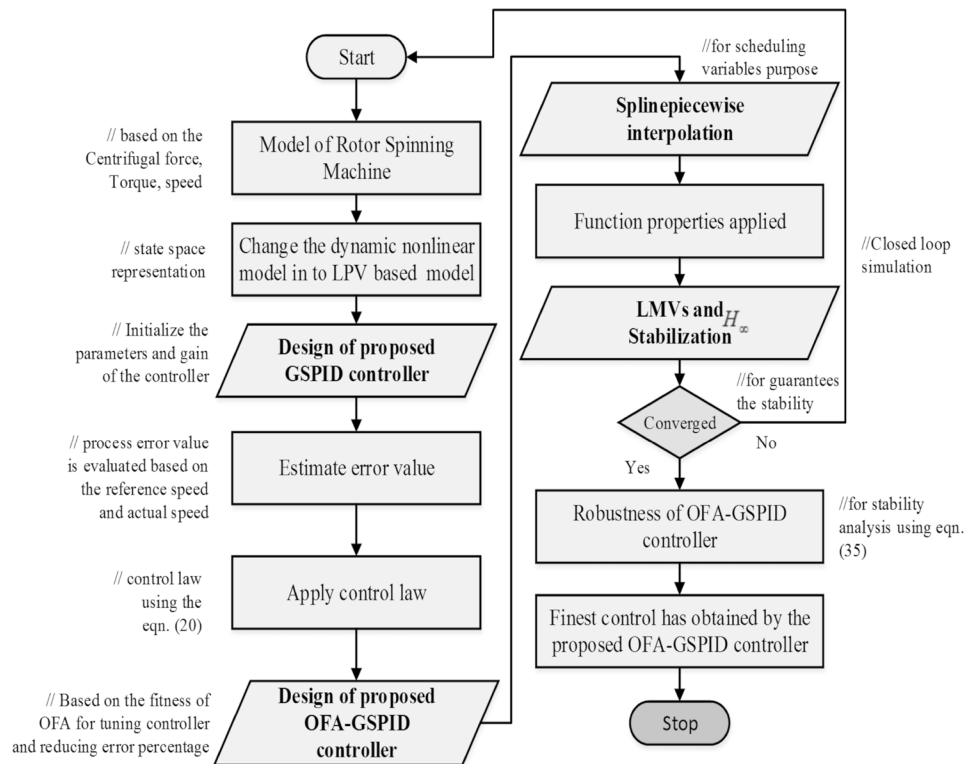 Start
// based on the
Centrifugal force,
Torque, speed
Model of Rotor Spinning
Machine
// state space
representation
Change the dynamic nonlinear
model in to LPV based model
// Initialize the
parameters and gain
of the controller
Design of proposed
GSPID controller
// process error value
is evaluated based on
the reference speed
and actual speed
Estimate error value
// control law
using the
eqn. (20)
Apply control law
// Based on the fitness of
OFA for tuning controller
and reducing error percentage
Design of proposed
OFA-GSPID
controller
//for scheduling
variables purpose
Splinepiecewise
interpolation
Function properties applied
//Closed loop
simulation
LMVs and
Stabilization H∞
//for guarantees
the stability
Converged
No
Yes
Robustness of OFA-GSPID
controller
//for stability
analysis using eqn.
(35)
Finest control has obtained by the
proposed OFA-GSPID controller
Stop